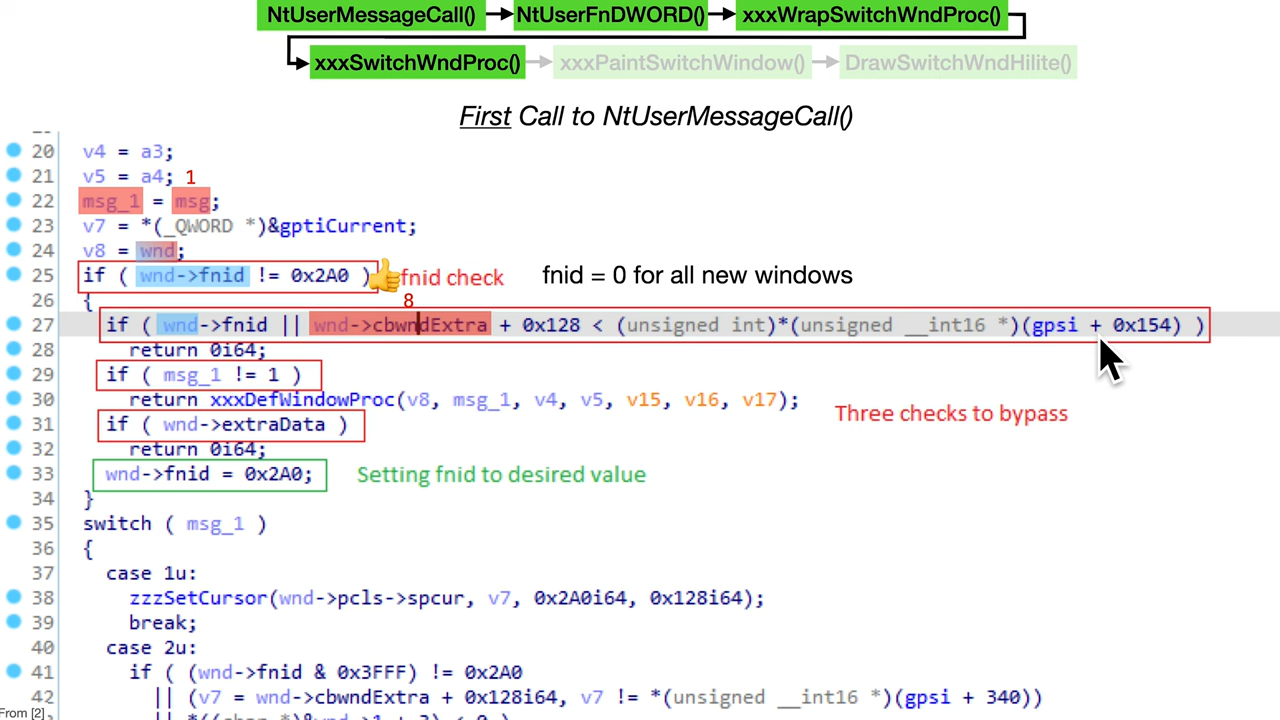 NtUserMessageCall() NtUserFnDWORD() xxxWrapSwitchWndProc()
xxxSwitchWndProc() xxxPaintSwitchWindow() DrawSwitchWndHilite()
First Call to NtUserMessageCall()
20 v4 = a3;
21 v5 = a4; 1
22 msg_1 = msg;
23 v7 = *(_QWORD *)&gptiCurrent;
24 v8 = wnd;
25 if ( wnd->fnid != 0x2A0 ) fnid check fnid = 0 for all new windows
26 { 8
27 if ( wnd->fnid || wnd->cbwndExtra + 0x128 < (unsigned int)*(unsigned __int16 *)(gpsi + 0x154) )
28 return 0i64;
29 if ( msg_1 != 1 )
30 return xxxDefWindowProc(v8, msg_1, v4, v5, v15, v16, v17);
Three checks to bypass
31 if ( wnd->extraData )
32 return 0i64;
33 wnd->fnid = 0x2A0; Setting fnid to desired value
34 }
35 switch ( msg_1 )
36 {
37 case 1u:
38 zzzSetCursor(wnd->pcls->spcur, v7, 0x2A0i64, 0x128i64);
39 break;
40 case 2u:
41 if ( (wnd->fnid & 0x3FFF) != 0x2A0
42 || (v7 = wnd->cbwndExtra + 0x128i64, v7 != *(unsigned __int16 *)(gpsi + 340))
From [2]